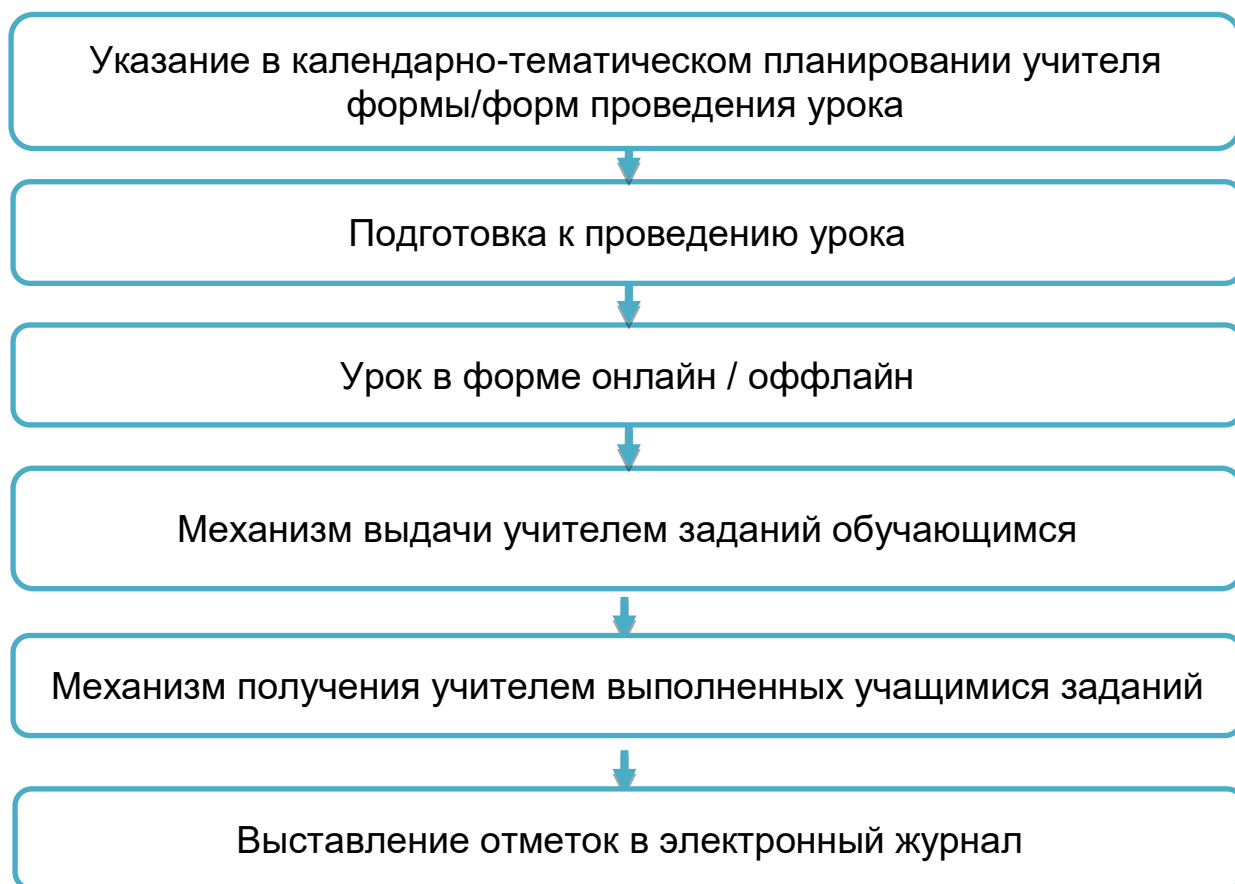 Указание в календарно-тематическом планировании учителя
формы/форм проведения урока
Подготовка к проведению урока
Урок в форме онлайн / оффлайн
Механизм выдачи учителем заданий обучающимся
Механизм получения учителем выполненных учащимися заданий
Выставление отметок в электронный журнал